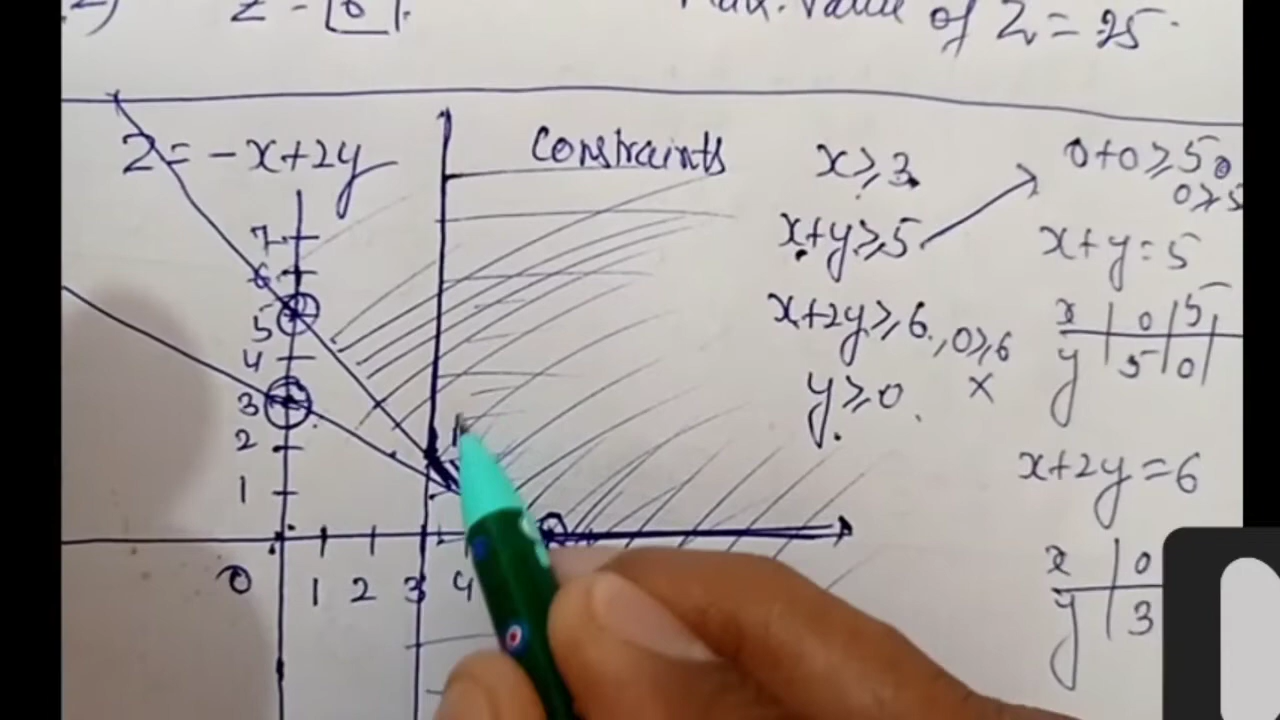 Z = 6.
Max. Value of Z = 25.
Z = -x+2y
Constraints
x ≥ 3
x+y ≥ 5
x+2y ≥ 6, 0 ≥ 6
y ≥ 0
x
0+0 ≥ 5
0 ≥ 5
x+y = 5
x | 0 | 5
y | 5 | 0
x+2y = 6
x | 0
y | 3
7
6
5
4
3
2
1
0 1 2 3 4